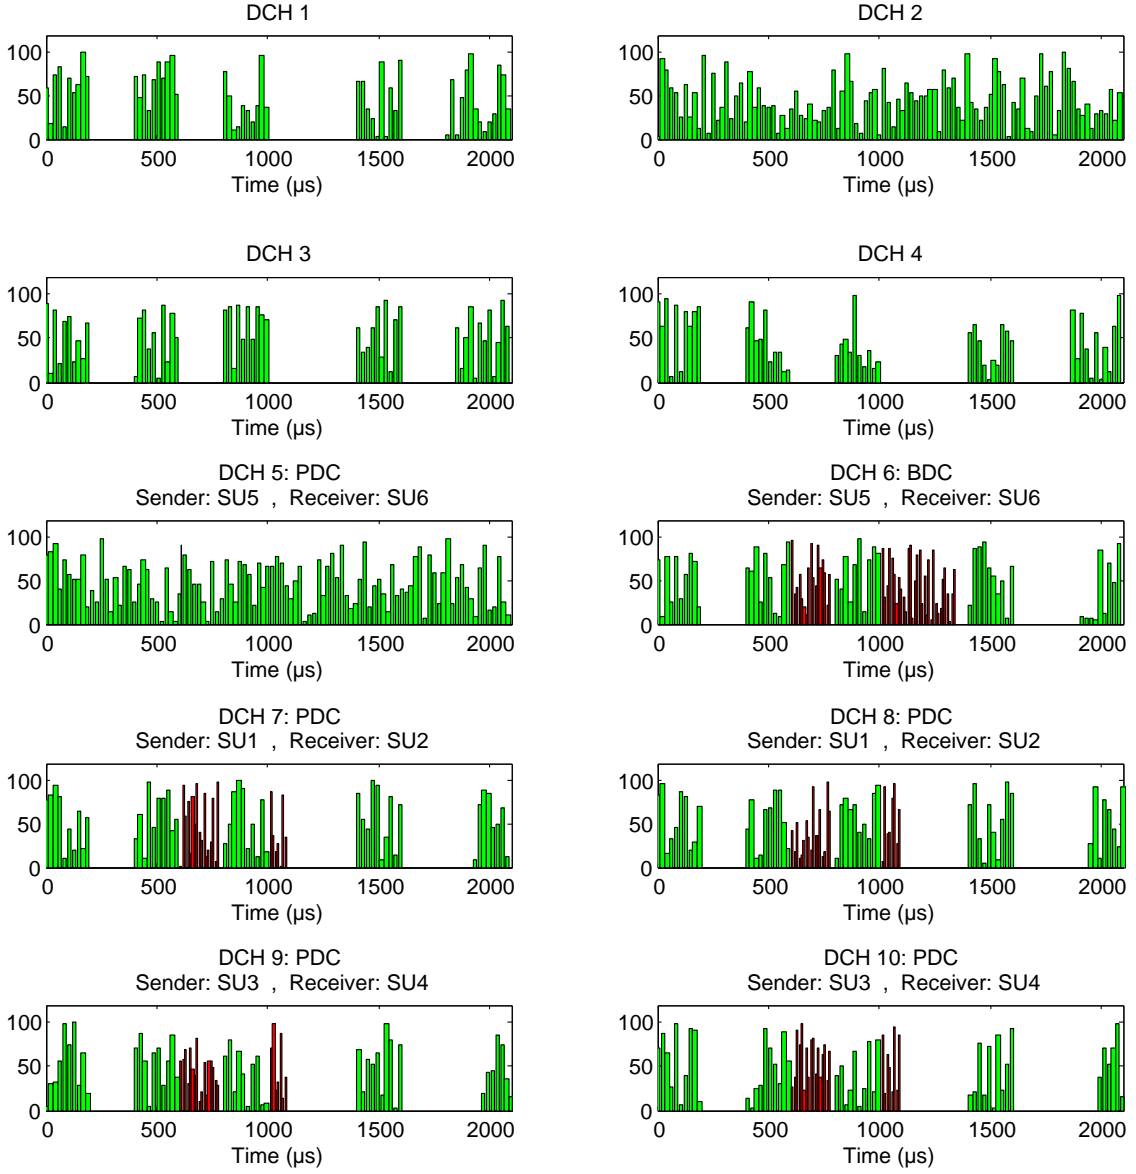 DCH 1
DCH 2
100
50
0
0 500 1000 1500 2000
Time (µs)
100
50
0
0 500 1000 1500 2000
Time (µs)
DCH 3
DCH 4
100
50
0
0 500 1000 1500 2000
Time (µs)
100
50
0
0 500 1000 1500 2000
Time (µs)
DCH 5: PDC
Sender: SU5 , Receiver: SU6
100
50
0
0 500 1000 1500 2000
DCH 6: BDC
Sender: SU5 , Receiver: SU6
100
50
0
0 500 1000 1500 2000
DCH 7: PDC
Sender: SU1 , Receiver: SU2
100
50
0
0 500 1000 1500 2000
Time (µs)
DCH 8: PDC
Sender: SU1 , Receiver: SU2
100
50
0
0 500 1000 1500 2000
Time (µs)
DCH 9: PDC
Sender: SU3 , Receiver: SU4
100
50
0
0 500 1000 1500 2000
Time (µs)
DCH 10: PDC
Sender: SU3 , Receiver: SU4
100
50
0
0 500 1000 1500 2000
Time (µs)